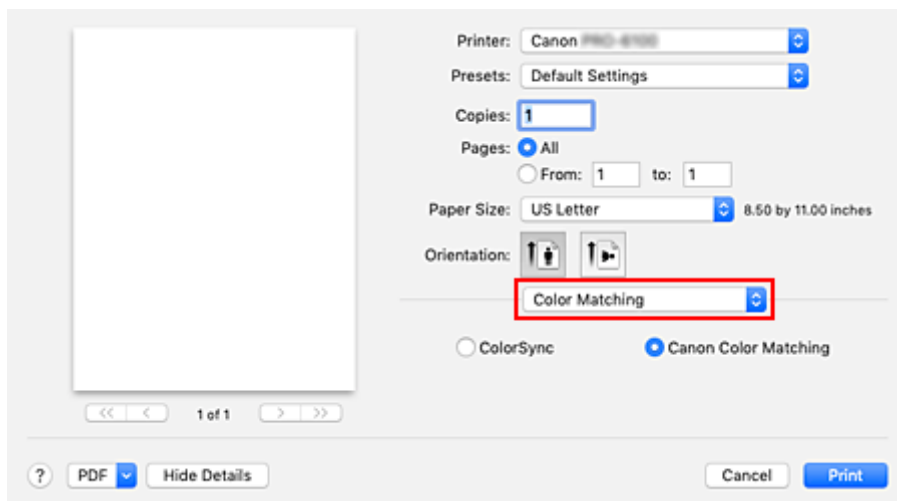 Printer: Canon
Presets: Default Settings
Copies: 1
Pages: All
From: 1 to: 1
Paper Size: US Letter 8.50 by 11.00 inches
Orientation:
Color Matching
ColorSync Canon Color Matching
<< < 1 of 1 > >>
? PDF Hide Details Cancel Print